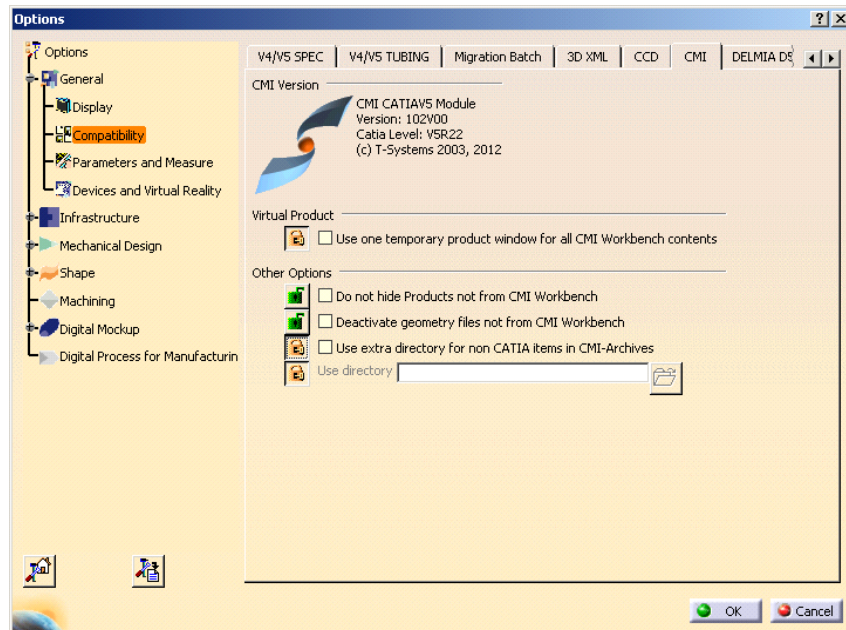 Options
Options
General
Display
Compatibility
Parameters and Measure
Devices and Virtual Reality
Infrastructure
Mechanical Design
Shape
Machining
Digital Mockup
Digital Process for Manufacturin
V4/V5 SPEC
V4/V5 TUBING
Migration Batch
3D XML
CCD
CMI
DELMIA D5
CMI Version
CMI CATIAV5 Module
Version: 102V00
Catia Level: V5R22
(c) T-Systems 2003, 2012
Virtual Product
Use one temporary product window for all CMI Workbench contents
Other Options
Do not hide Products not from CMI Workbench
Deactivate geometry files not from CMI Workbench
Use extra directory for non CATIA items in CMI-Archives
Use directory
OK
Cancel